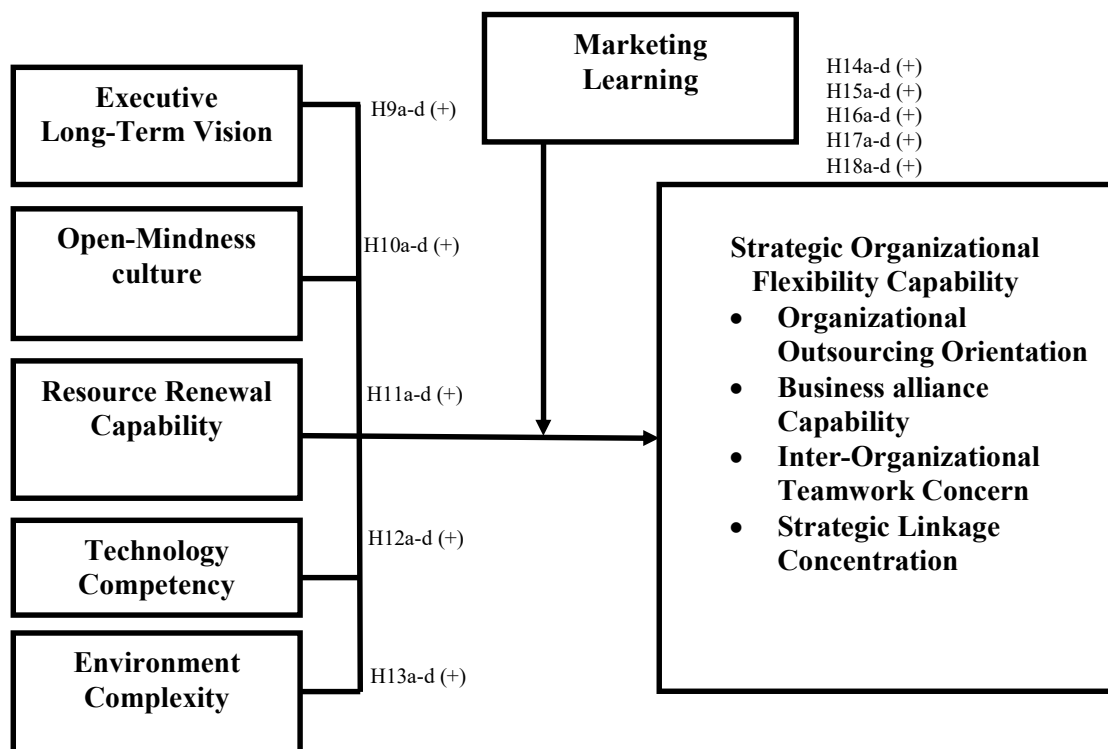 Executive
Long-Term Vision
Open-Mindness
culture
Resource Renewal
Capability
Technology
Competency
Environment
Complexity
H9a-d (+)
H10a-d (+)
H11a-d (+)
H12a-d (+)
H13a-d (+)
Marketing
Learning
H14a-d (+)
H15a-d (+)
H16a-d (+)
H17a-d (+)
H18a-d (+)
Strategic Organizational
Flexibility Capability
• Organizational
Outsourcing Orientation
• Business alliance
Capability
• Inter-Organizational
Teamwork Concern
• Strategic Linkage
Concentration